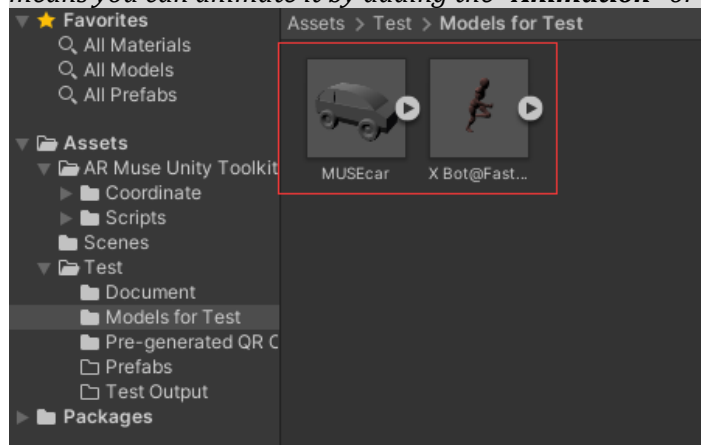 means you can animate it by adding the "Animation" or
Favorites
All Materials
All Models
All Prefabs
Assets
AR Muse Unity Toolkit
Coordinate
Scripts
Scenes
Test
Document
Models for Test
Pre-generated QR C
Prefabs
Test Output
Packages
Assets > Test > Models for Test
MUSEcar
X Bot@Fast...